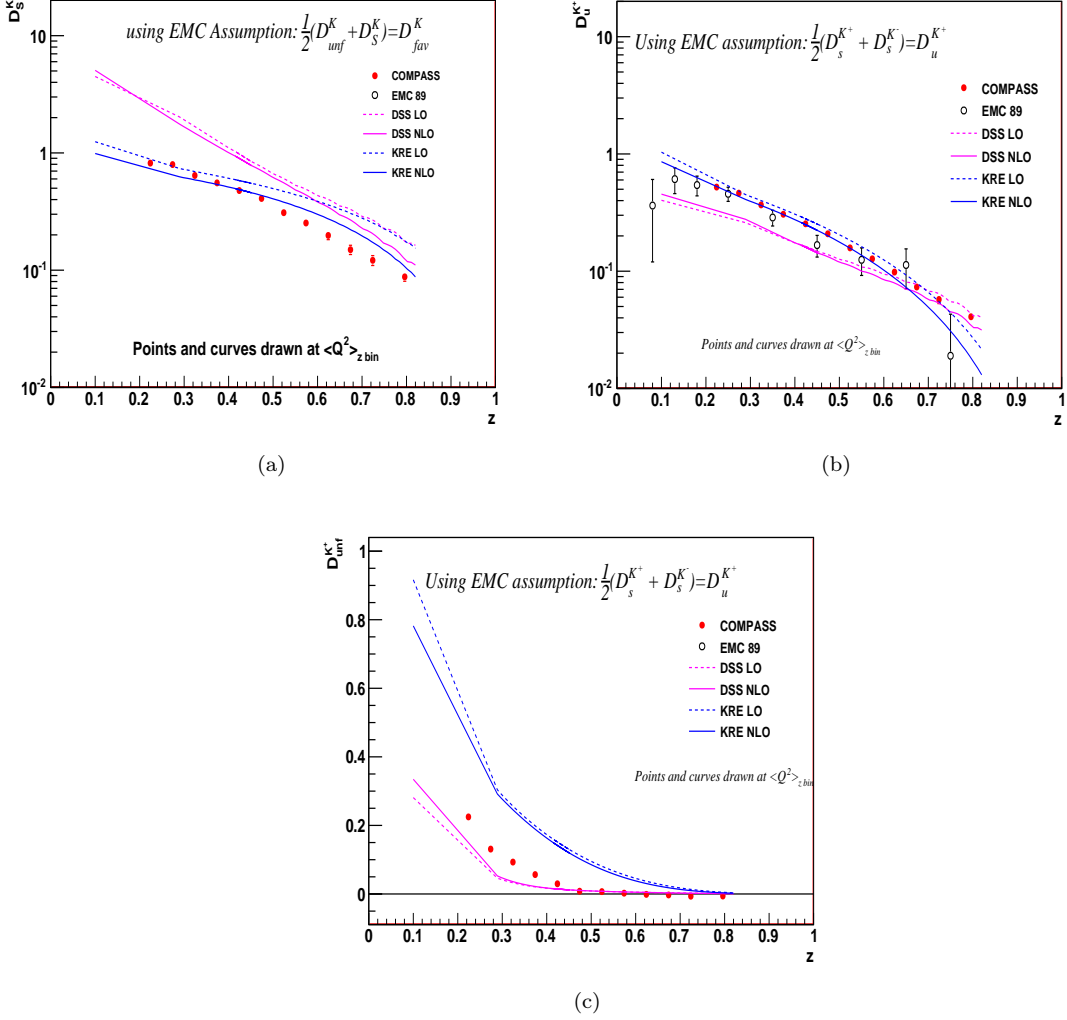 D_S^K
using EMC Assumption: 1/2(D_unf^K + D_S^K)=D_fav^K
10
1
10^-1
10^-2
COMPASS
EMC 89
DSS LO
DSS NLO
KRE LO
KRE NLO
Points and curves drawn at <Q^2>_z bin
0 0.1 0.2 0.3 0.4 0.5 0.6 0.7 0.8 0.9 1
z
(a)
D_u^K+
Using EMC assumption: 1/2(D_s^K+ + D_s^K-)=D_u^K+
10
1
10^-1
10^-2
COMPASS
EMC 89
DSS LO
DSS NLO
KRE LO
KRE NLO
Points and curves drawn at <Q^2>_z bin
0 0.1 0.2 0.3 0.4 0.5 0.6 0.7 0.8 0.9 1
z
(b)
D_unf^K+
Using EMC assumption: 1/2(D_s^K+ + D_s^K-)=D_u^K+
1
0.8
0.6
0.4
0.2
0
COMPASS
EMC 89
DSS LO
DSS NLO
KRE LO
KRE NLO
Points and curves drawn at <Q^2>_z bin
0 0.1 0.2 0.3 0.4 0.5 0.6 0.7 0.8 0.9 1
z
(c)